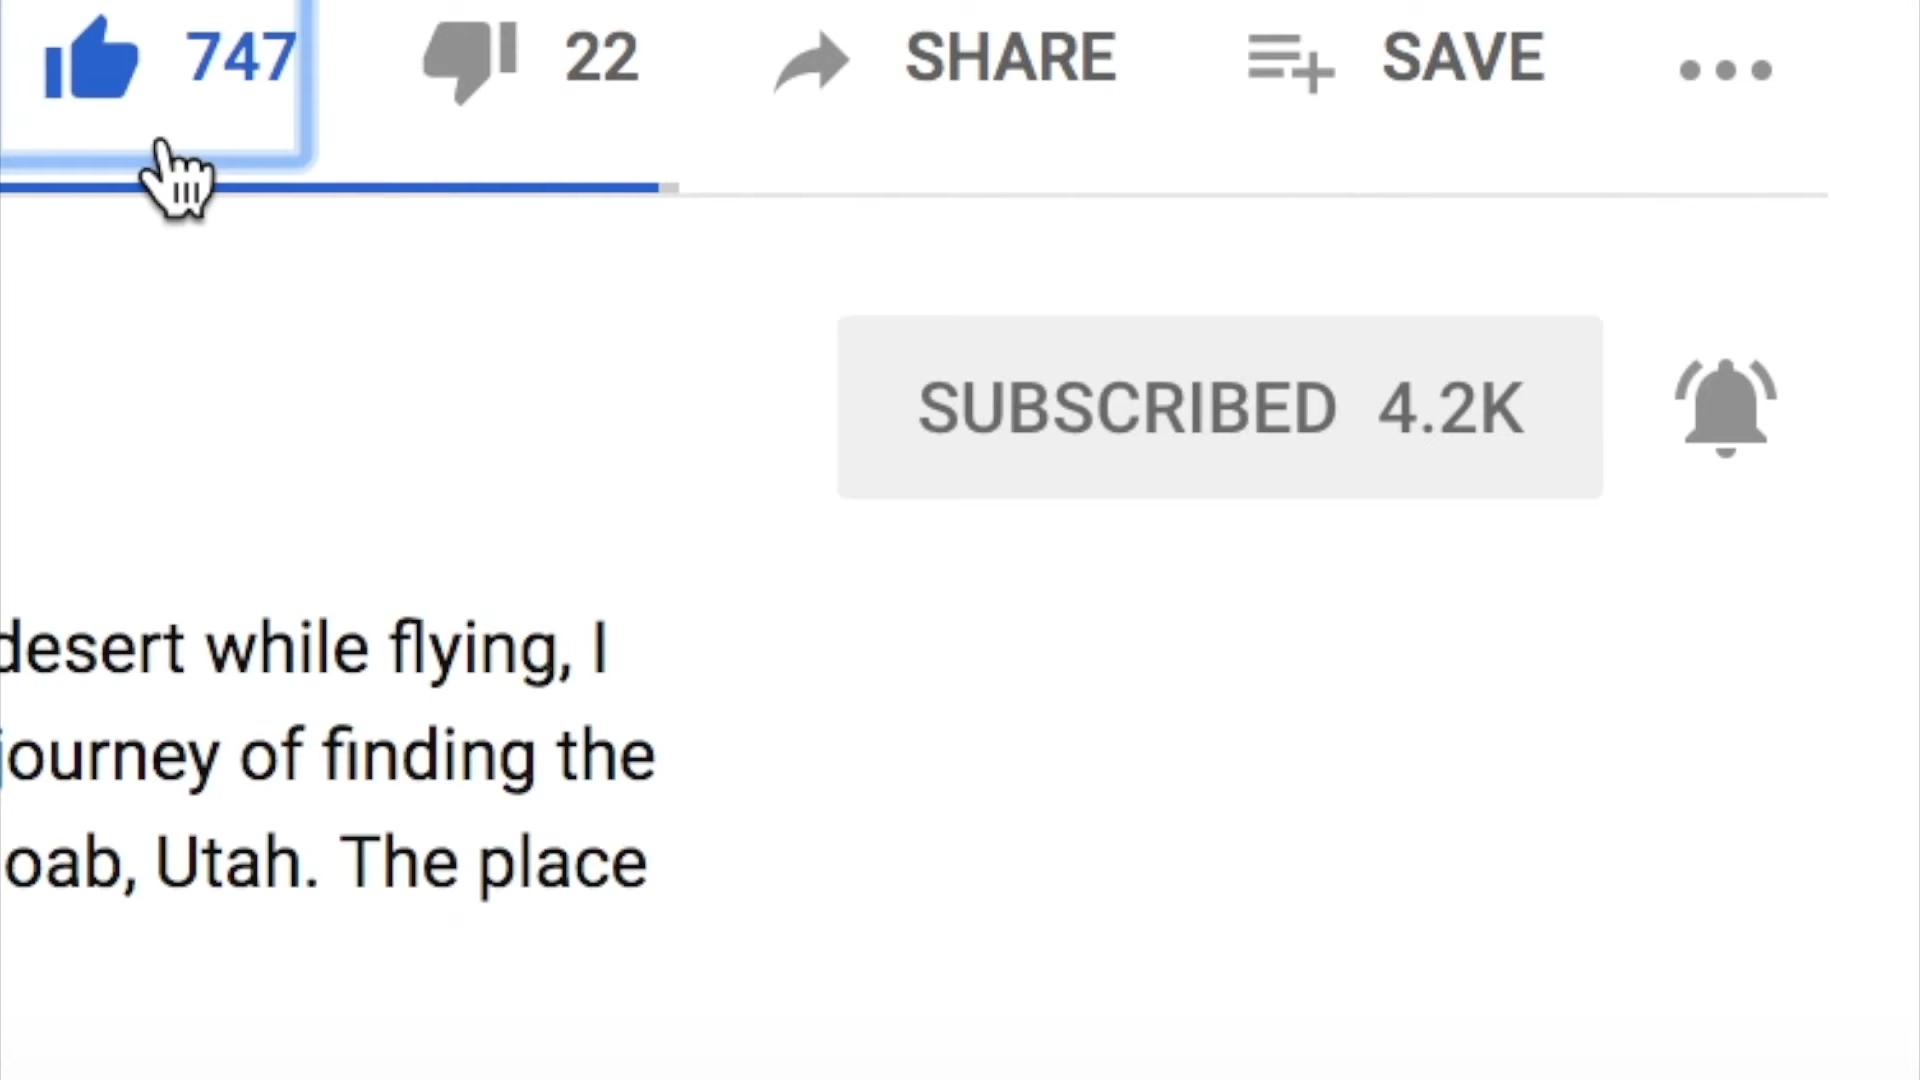 747 22 SHARE SAVE
SUBSCRIBED 4.2K
desert while flying, I
journey of finding the
oab, Utah. The place